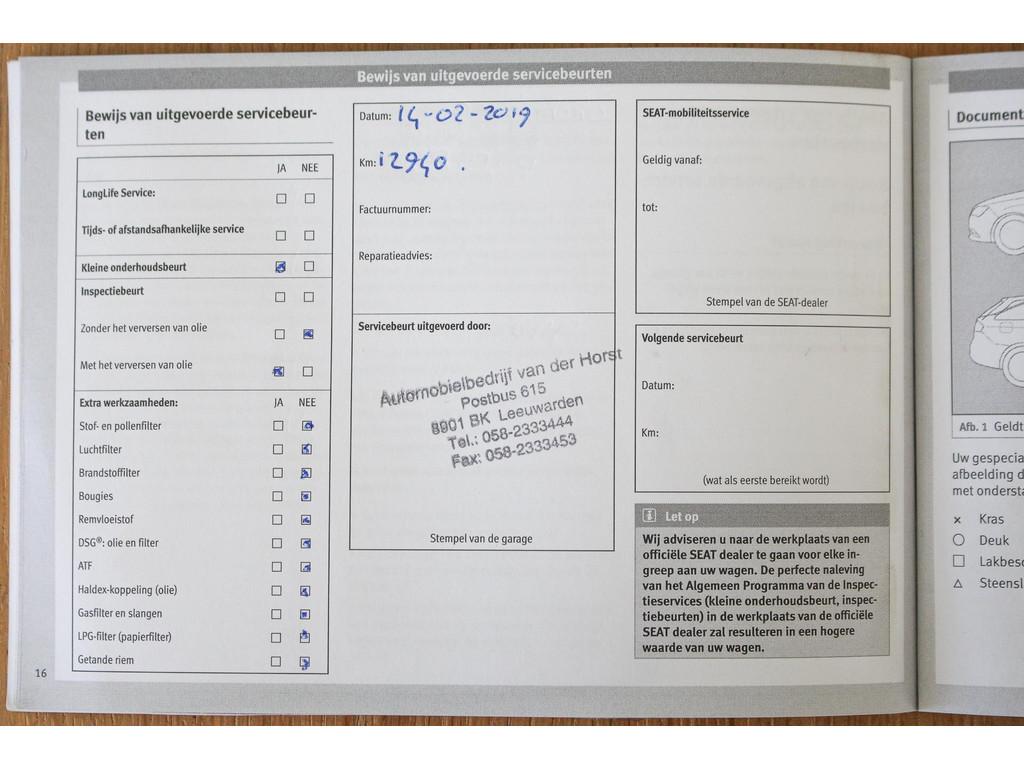 Bewijs van uitgevoerde servicebeurten
Bewijs van uitgevoerde servicebeur-
ten
JA NEE
LongLife Service:
Tijds- of afstandsafhankelijke service
Kleine onderhoudsbeurt
Inspectiebeurt
Zonder het verversen van olie
Met het verversen van olie
Extra werkzaamheden: JA NEE
Stof- en pollenfilter
Luchtfilter
Brandstoffilter
Bougies
Remvloeistof
DSG®: olie en filter
ATF
Haldex-koppeling (olie)
Gasfilter en slangen
LPG-filter (papierfilter)
Getande riem
16
Datum: 14-02-2019
Km: 12940.
Factuurnummer:
Reparatieadvies:
Servicebeurt uitgevoerd door:
Automobielbedrijf van der Horst
Postbus 615
8901 BK Leeuwarden
Tel.: 058-2333444
Fax: 058-2333453
Stempel van de garage
SEAT-mobiliteitsservice
Geldig vanaf:
tot:
Stempel van de SEAT-dealer
Volgende servicebeurt
Datum:
Km:
(wat als eerste bereikt wordt)
i Let op
Wij adviseren u naar de werkplaats van een
officiële SEAT dealer te gaan voor elke in-
greep aan uw wagen. De perfecte naleving
van het Algemeen Programma van de Inspec-
tieservices (kleine onderhoudsbeurt, inspec-
tiebeurten) in de werkplaats van de officiële
SEAT dealer zal resulteren in een hogere
waarde van uw wagen.
Document
Afb. 1 Geldt
Uw gespecia
afbeelding d
met onderst
Kras
Deuk
Lakbes
Steensl